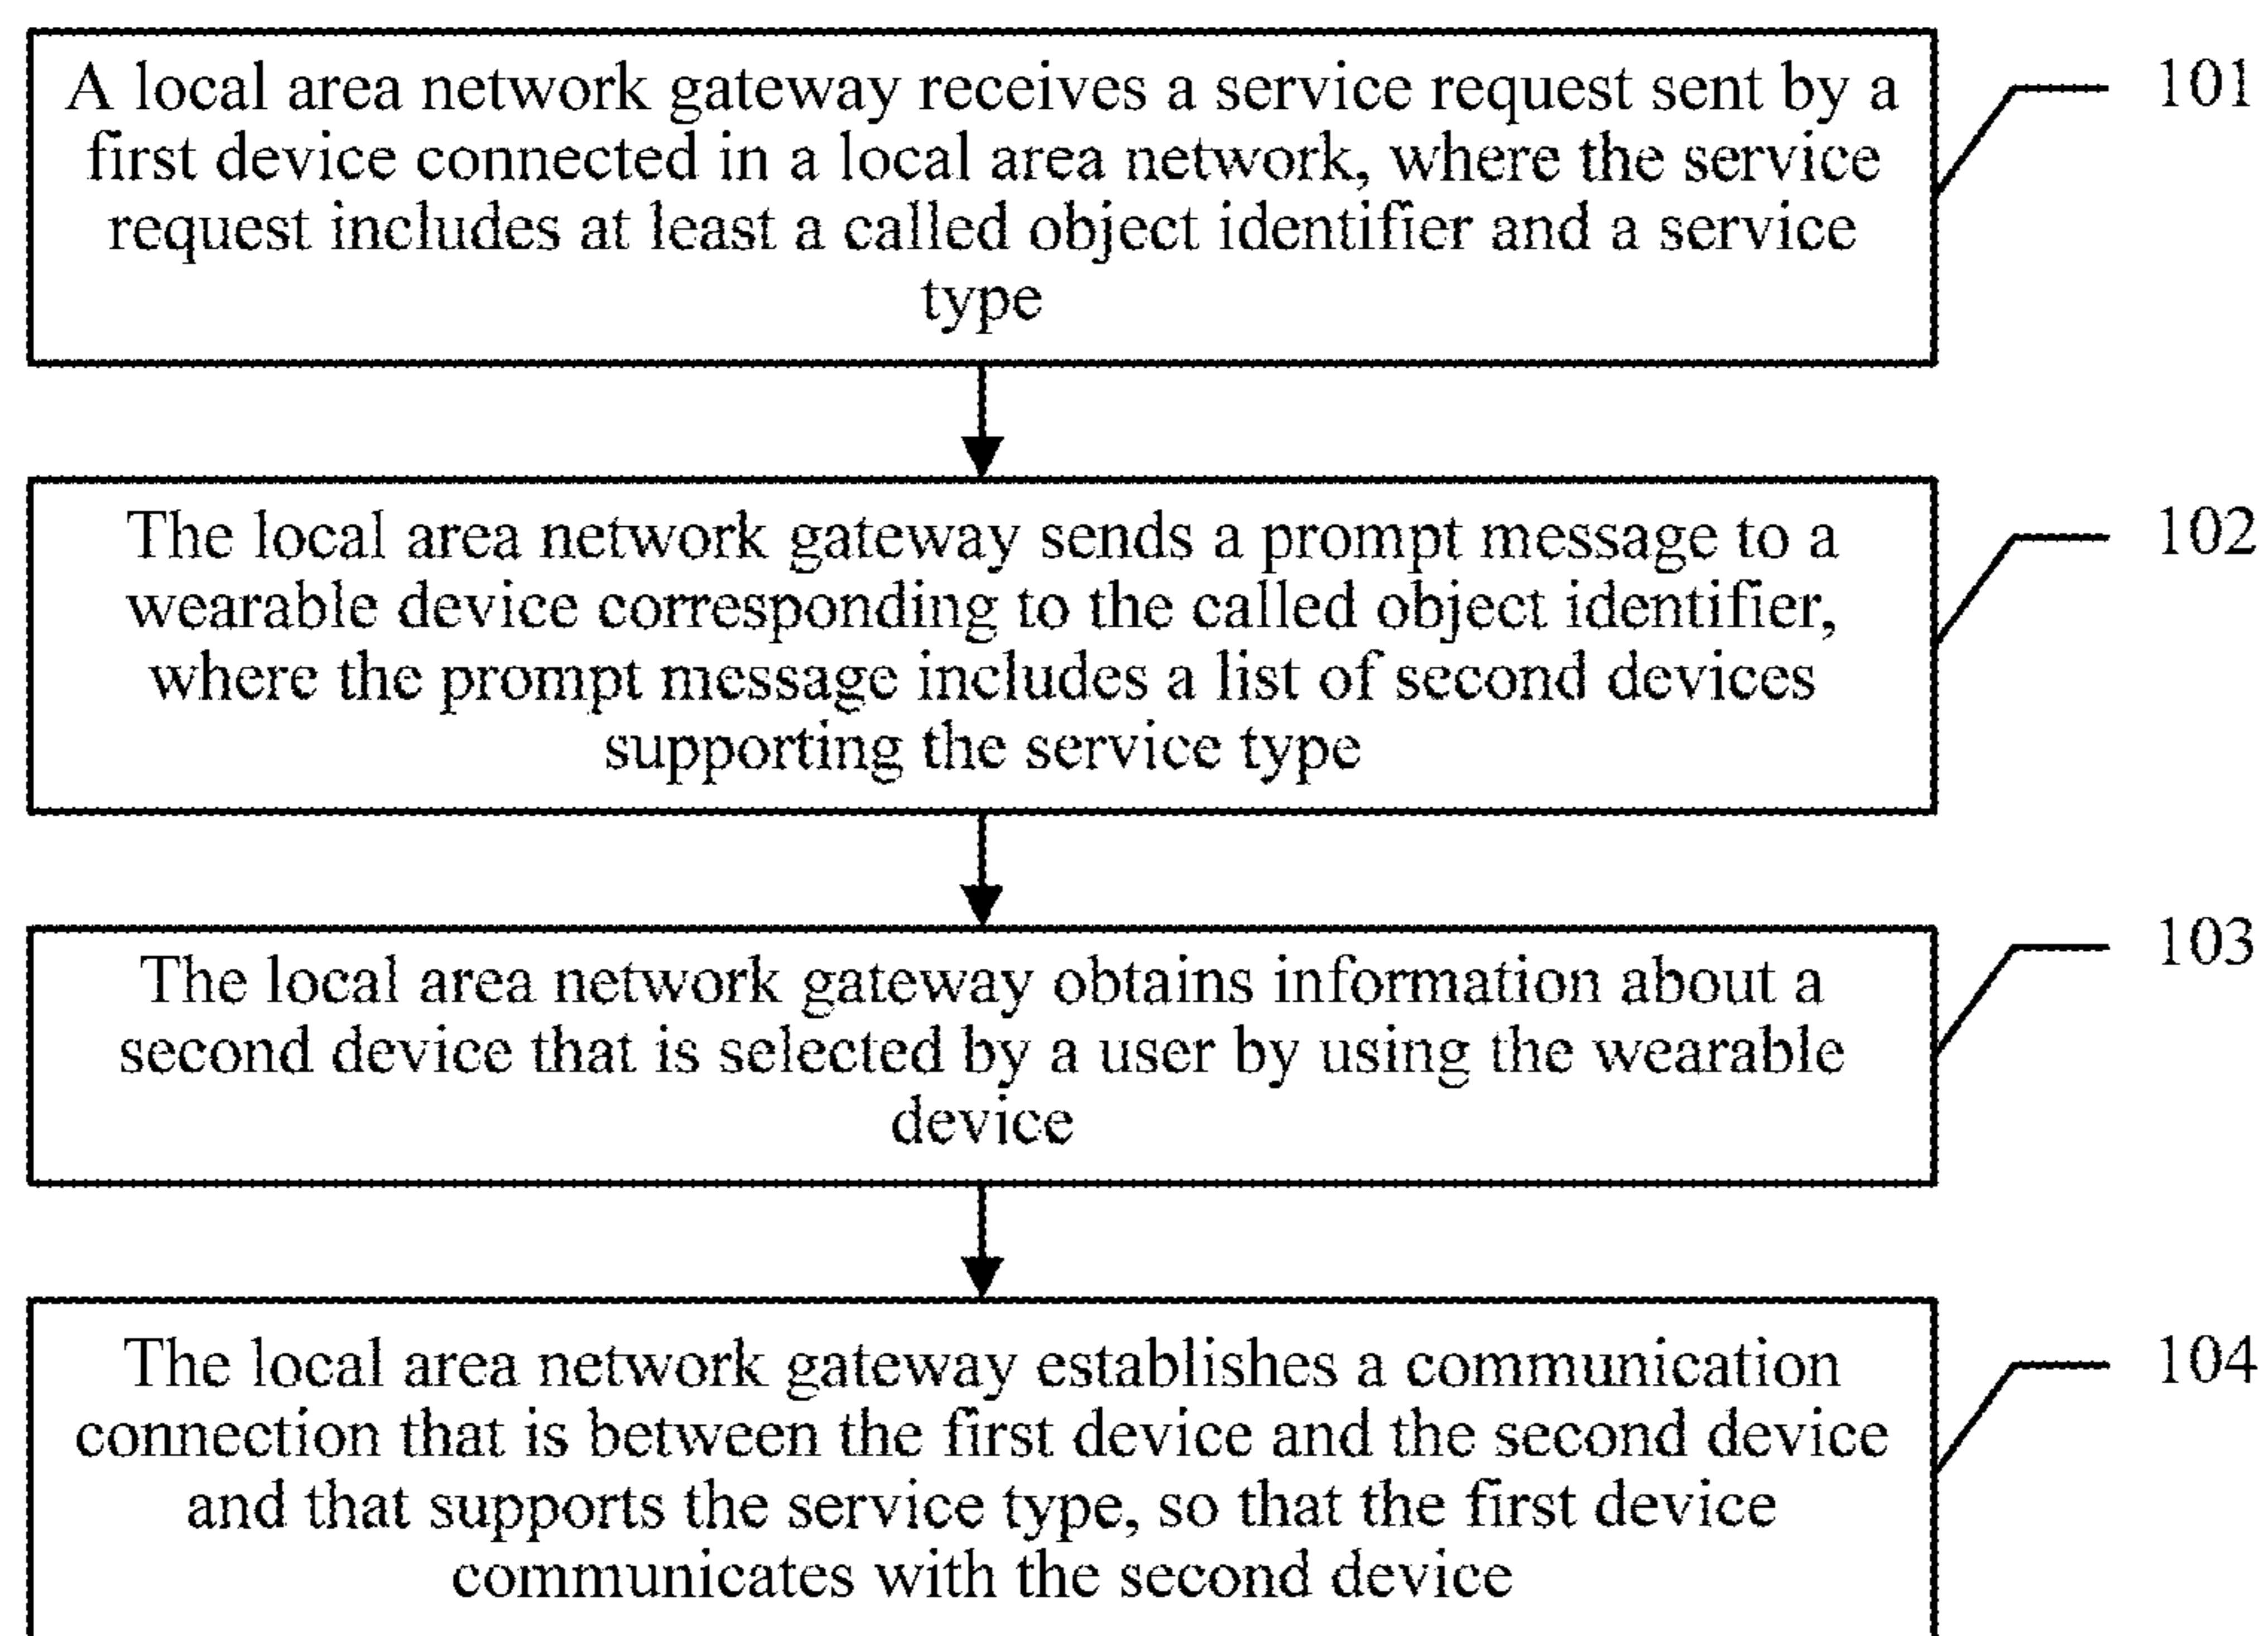 A local area network gateway receives a service request sent by a
first device connected in a local area network, where the service
request includes at least a called object identifier and a service
type
101
The local area network gateway sends a prompt message to a
wearable device corresponding to the called object identifier,
where the prompt message includes a list of second devices
supporting the service type
102
The local area network gateway obtains information about a
second device that is selected by a user by using the wearable
device
103
The local area network gateway establishes a communication
connection that is between the first device and the second device
and that supports the service type, so that the first device
communicates with the second device
104